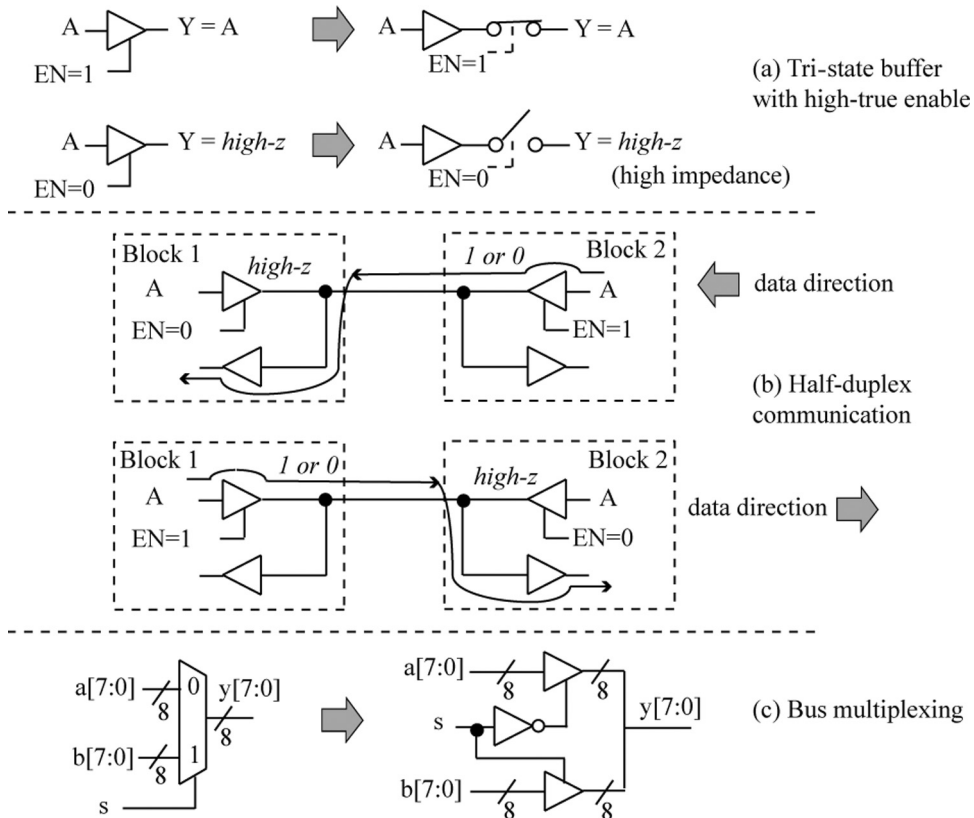 A
Y = A
EN=1
A
Y = A
EN=1
(a) Tri-state buffer
with high-true enable
A
Y = high-z
EN=0
A
Y = high-z
EN=0
(high impedance)
Block 1
high-z
A
EN=0
1 or 0
Block 2
A
EN=1
data direction
(b) Half-duplex
communication
Block 1
1 or 0
A
EN=1
high-z
Block 2
A
EN=0
data direction
a[7:0]
8
0
y[7:0]
8
b[7:0]
8
1
s
a[7:0]
8
8
s
y[7:0]
b[7:0]
8
8
(c) Bus multiplexing